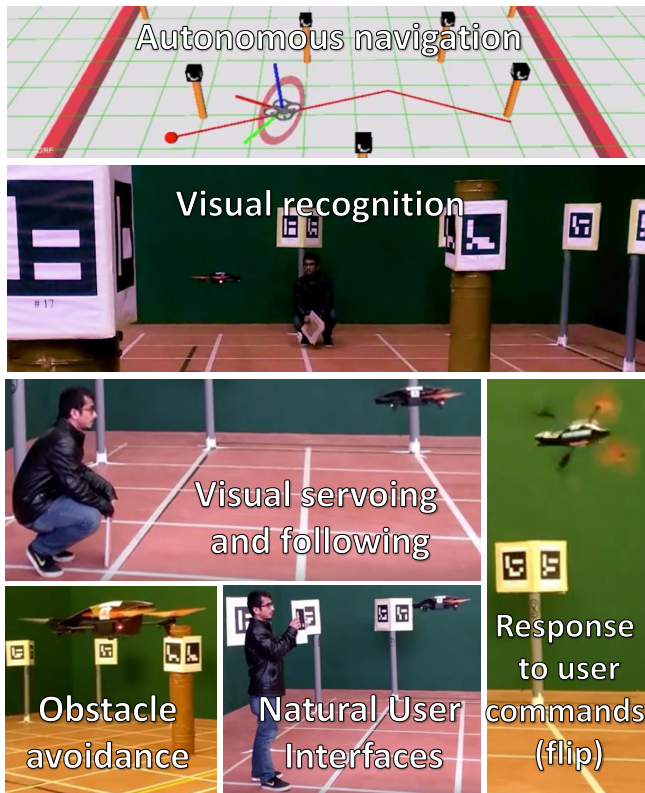 Autonomous navigation
Visual recognition
#17
Visual servoing
and following
Obstacle
avoidance
Natural User
Interfaces
Response
to user
commands
(flip)